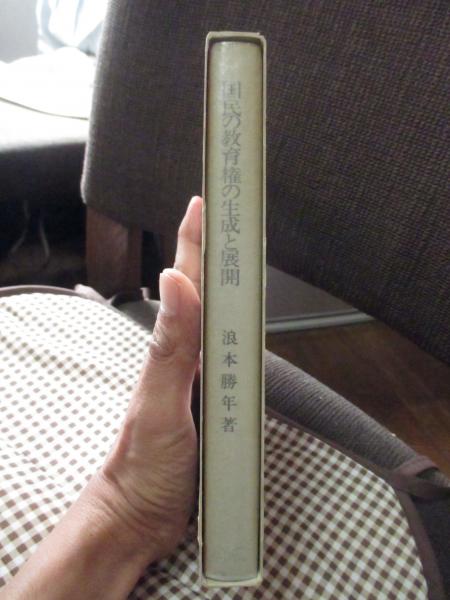 国民の教育権の生成と展開
浪本勝年著